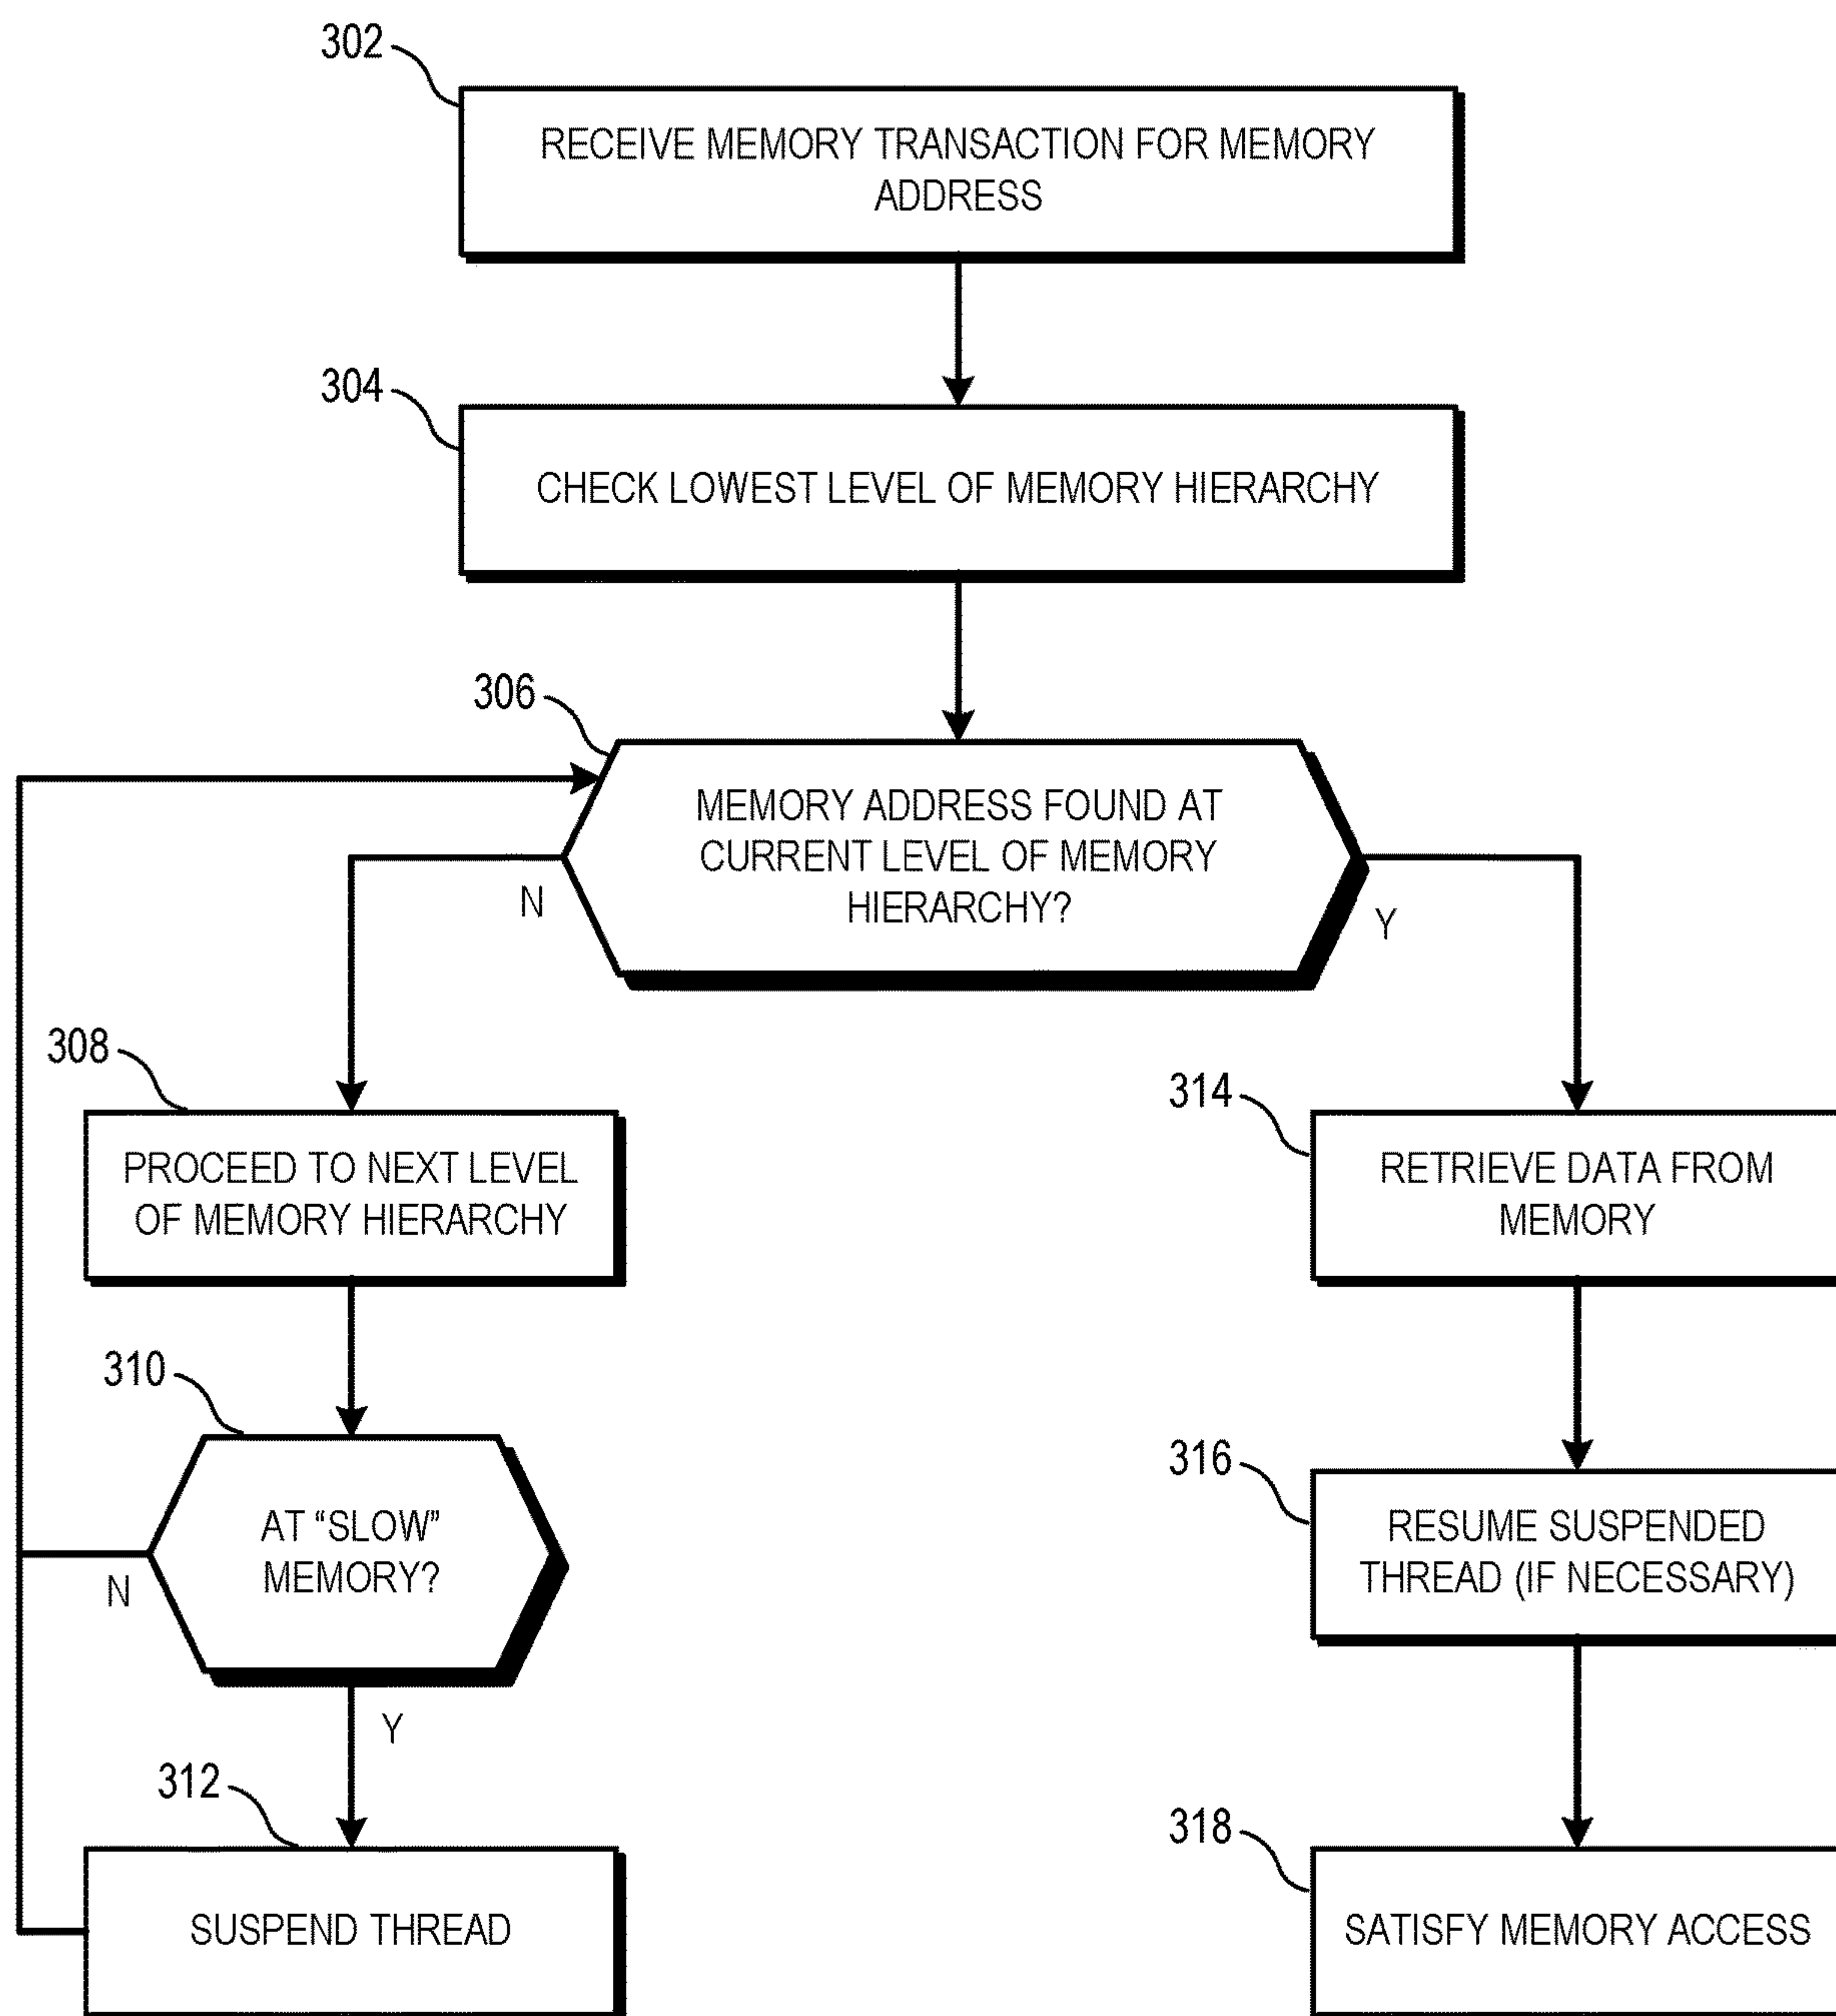 302
RECEIVE MEMORY TRANSACTION FOR MEMORY
ADDRESS
304
CHECK LOWEST LEVEL OF MEMORY HIERARCHY
306
MEMORY ADDRESS FOUND AT
CURRENT LEVEL OF MEMORY
HIERARCHY?
N
Y
308
PROCEED TO NEXT LEVEL
OF MEMORY HIERARCHY
310
AT “SLOW”
MEMORY?
N
Y
312
SUSPEND THREAD
314
RETRIEVE DATA FROM
MEMORY
316
RESUME SUSPENDED
THREAD (IF NECESSARY)
318
SATISFY MEMORY ACCESS